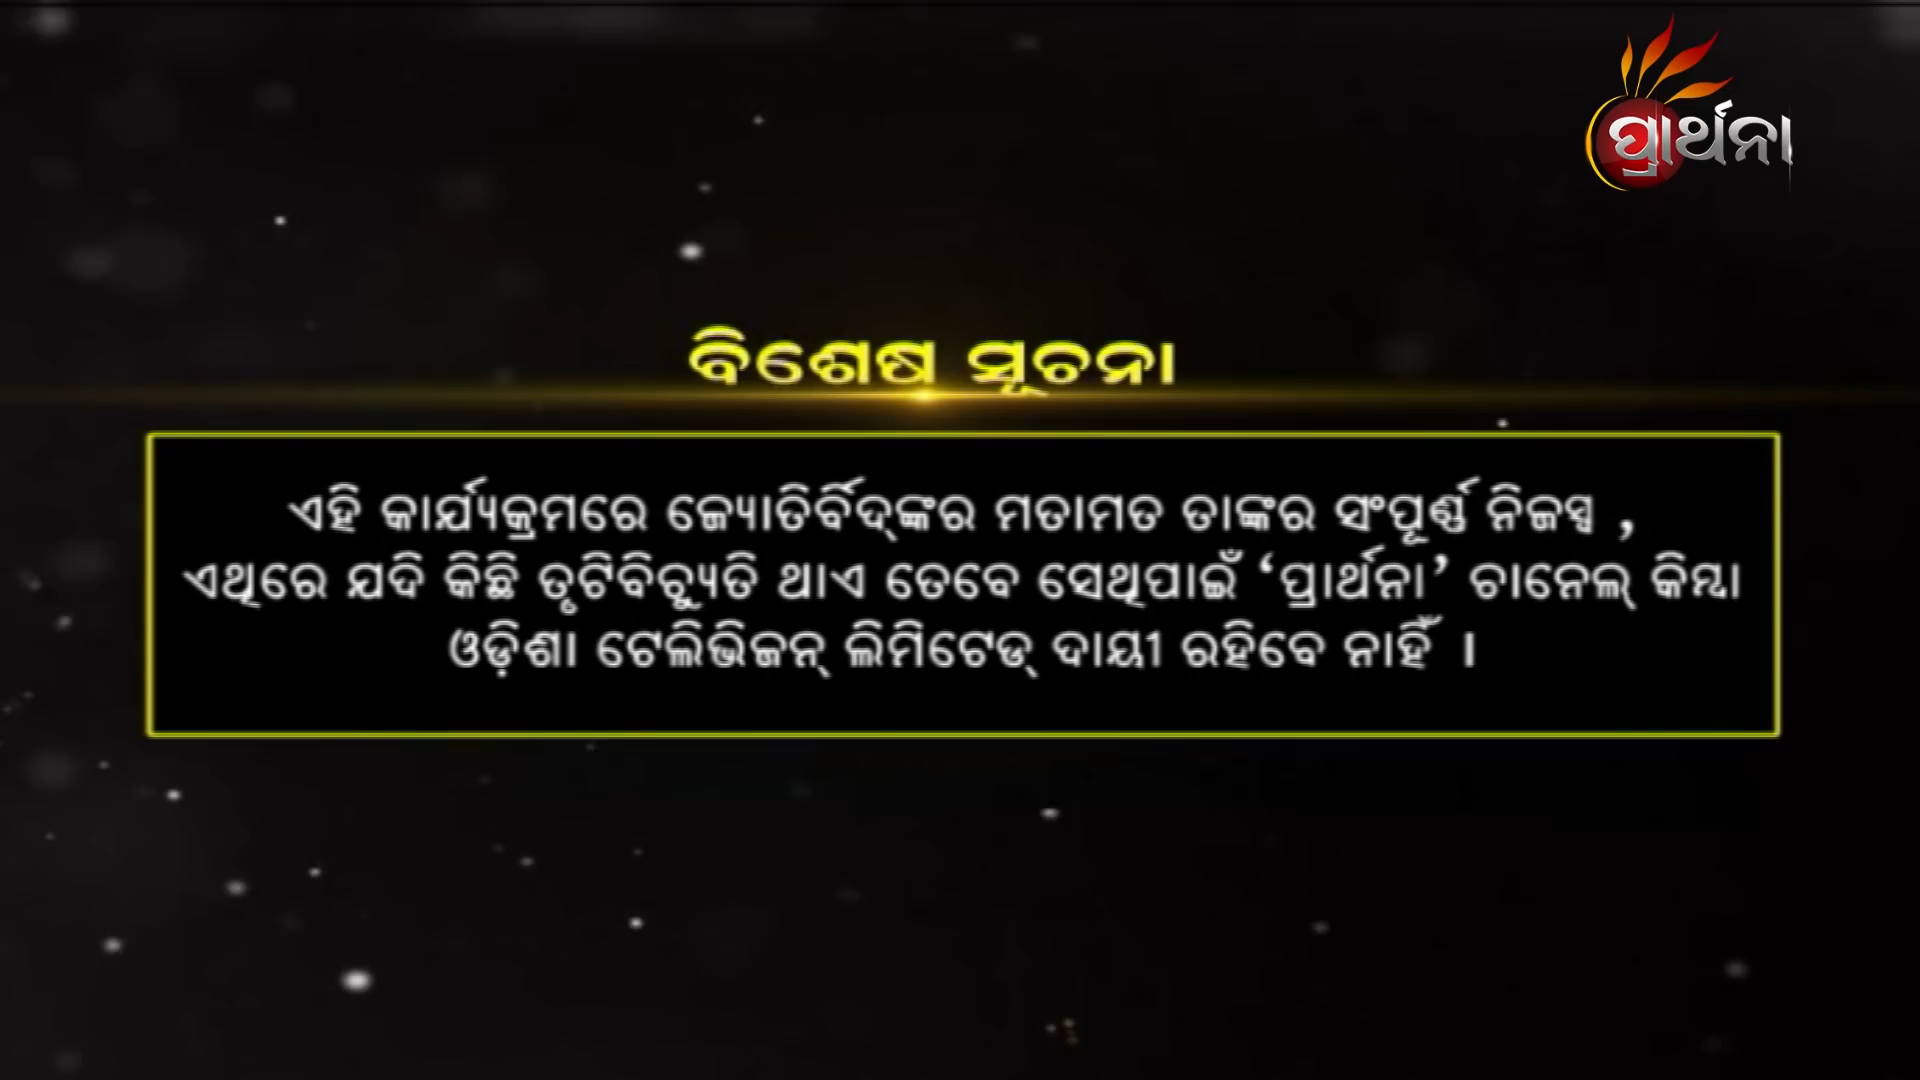 ପ୍ରାର୍ଥନା
ବିଶେଷ ସୂଚନା
ଏହି କାର୍ଯ୍ୟକ୍ରମରେ ଜ୍ୟୋତିର୍ବିଦ୍‌ଙ୍କର ମତାମତ ତାଙ୍କର ସଂପୂର୍ଣ୍ଣ ନିଜସ୍ୱ ,
ଏଥିରେ ଯଦି କିଛି ତୃଟିବିଚ୍ୟୁତି ଥାଏ ତେବେ ସେଥିପାଇଁ ‘ପ୍ରାର୍ଥନା’ ଚାନେଲ୍ କିମ୍ୱା
ଓଡ଼ିଶା ଟେଲିଭିଜନ୍ ଲିମିଟେଡ୍ ଦାୟୀ ରହିବେ ନାହିଁ ।